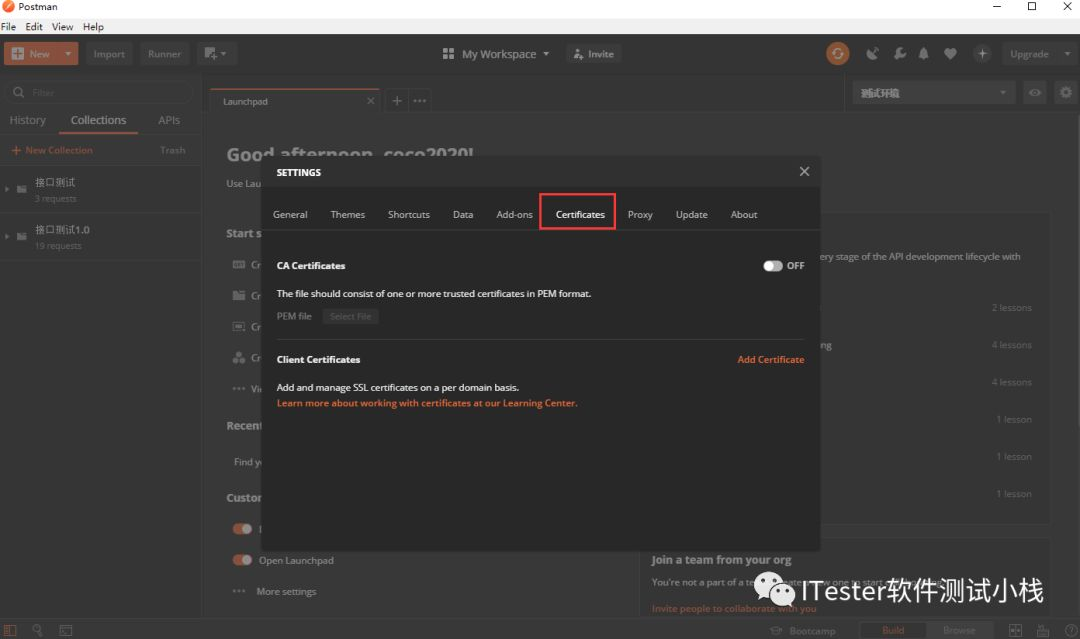 Postman
File Edit View Help
New Import Runner My Workspace Invite Upgrade
Filter Launchpad 测试环境
History Collections APIs
New Collection Trash
接口测试
3 requests
接口测试1.0
19 requests
Good afternoon, coco2020!
Use Lau
Start s
Cr
Cr
Cr
Cr
Vi
Recent
Find yo
Custor
Open Launchpad
More settings
SETTINGS
General Themes Shortcuts Data Add-ons Certificates Proxy Update About
CA Certificates OFF
The file should consist of one or more trusted certificates in PEM format.
PEM file Select File
Client Certificates Add Certificate
Add and manage SSL certificates on a per domain basis.
Learn more about working with certificates at our Learning Center.
ery stage of the API development lifecycle with
2 lessons
ng 4 lessons
4 lessons
1 lesson
1 lesson
1 lesson
Join a team from your org
You're not a part of a
Invite people to collaborate with you
ITester软件测试小栈
Bootcamp Build Browse